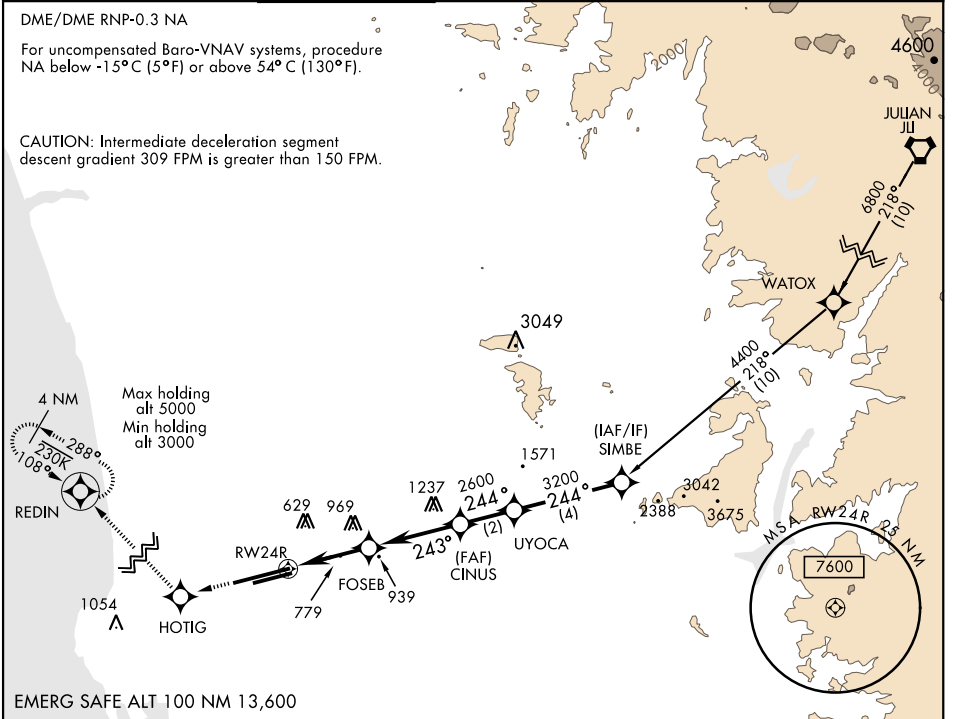 DME/DME RNP-0.3 NA
For uncompensated Baro-VNAV systems, procedure
NA below -15°C (5°F) or above 54°C (130°F).
CAUTION: Intermediate deceleration segment
descent gradient 309 FPM is greater than 150 FPM.
2000
4600
4000
JULIAN
JLI
6800
218°
(10)
WATOX
3049
4400
218°
(10)
4 NM
Max holding
alt 5000
Min holding
alt 3000
288°
230K
108°
REDIN
(IAF/IF)
SIMBE
1571
3200
244°
(4)
2600
244°
(2)
1237
629
969
3042
2388
3675
UYOCA
RW24R
243°
(FAF)
CINUS
FOSEB
939
779
1054
HOTIG
MSA RW24R 25 NM
7600
EMERG SAFE ALT 100 NM 13,600